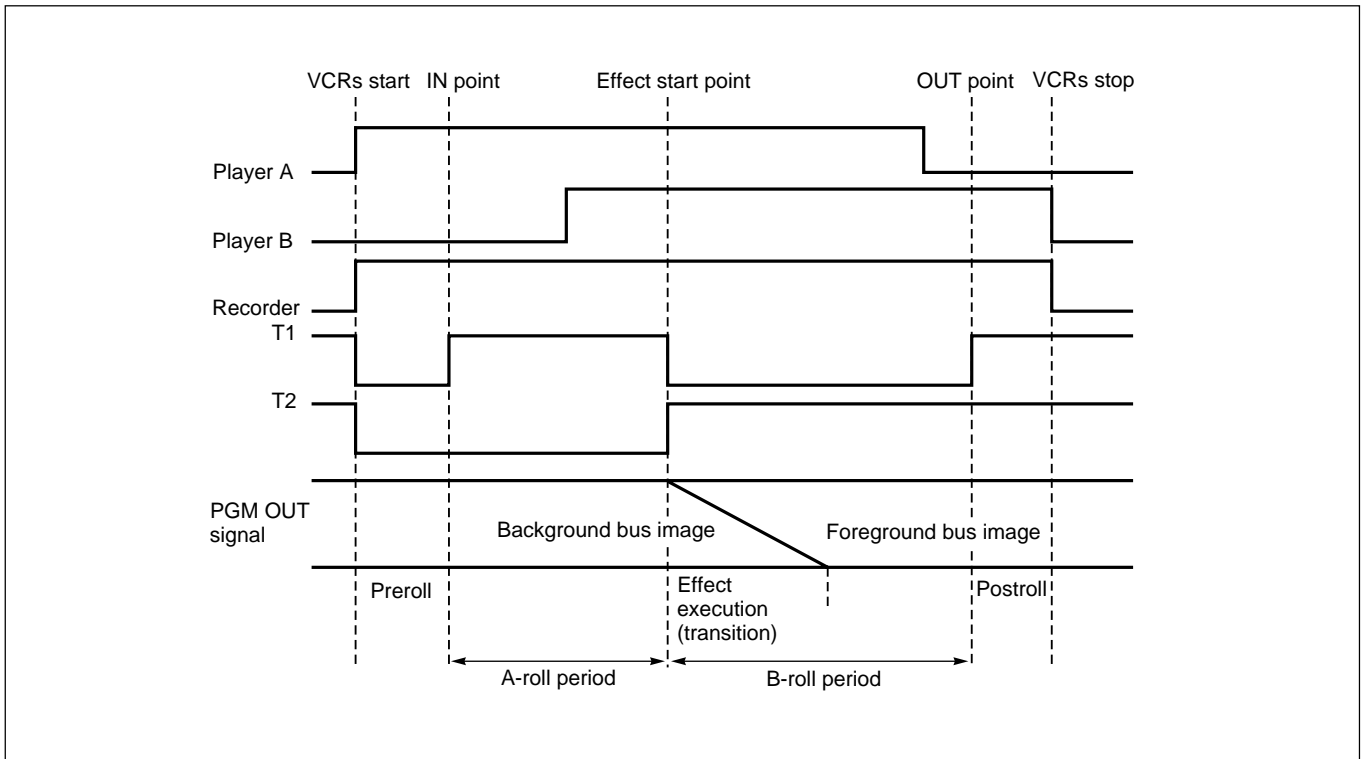 VCRs start IN point Effect start point OUT point VCRs stop
Player A
Player B
Recorder
T1
T2
PGM OUT
signal
Background bus image Foreground bus image
Preroll
Effect
execution
(transition)
Postroll
A-roll period B-roll period